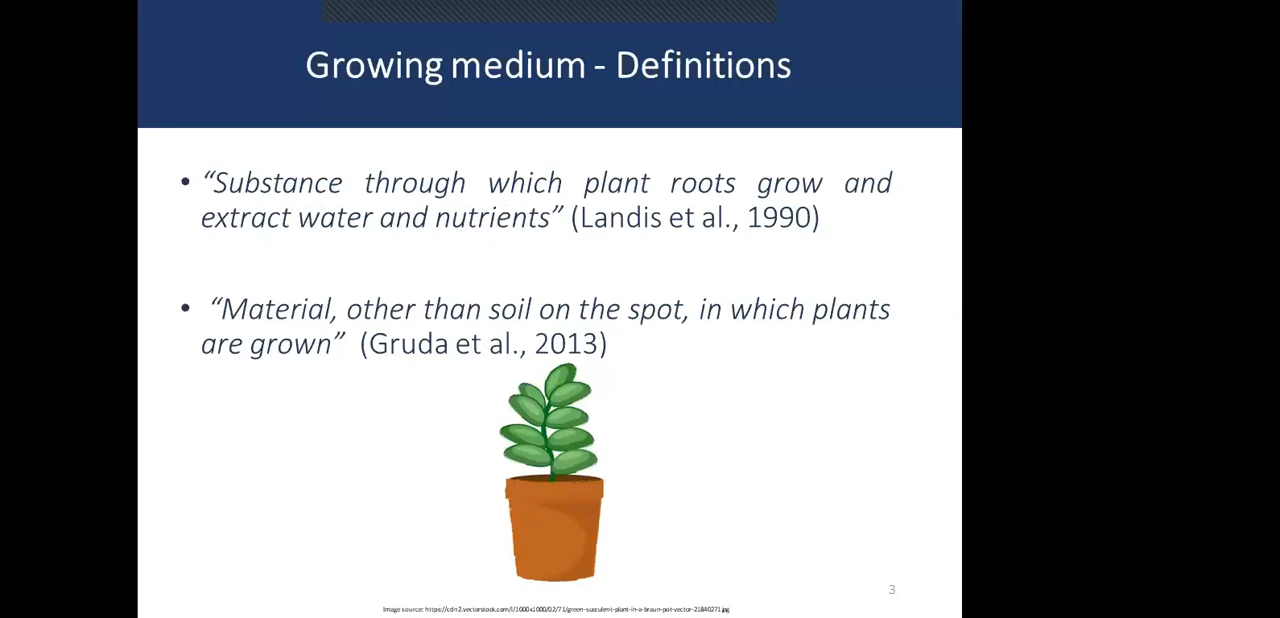 Growing medium - Definitions
• “Substance through which plant roots grow and
extract water and nutrients” (Landis et al., 1990)
• “Material, other than soil on the spot, in which plants
are grown” (Gruda et al., 2013)
3
Image source: https://cdn2.vectorstock.com/i/1000x1000/02/71/green-succulent-plant-in-a-braun-pot-vector-21840271.jpg